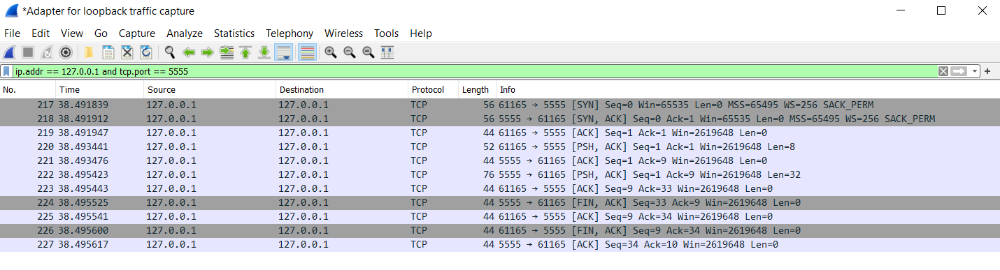 *Adapter for loopback traffic capture
File Edit View Go Capture Analyze Statistics Telephony Wireless Tools Help
ip.addr == 127.0.0.1 and tcp.port == 5555
No. Time Source Destination Protocol Length Info
217 38.491839 127.0.0.1 127.0.0.1 TCP 56 61165 → 5555 [SYN] Seq=0 Win=65535 Len=0 MSS=65495 WS=256 SACK_PERM
218 38.491912 127.0.0.1 127.0.0.1 TCP 56 5555 → 61165 [SYN, ACK] Seq=0 Ack=1 Win=65535 Len=0 MSS=65495 WS=256 SACK_PERM
219 38.491947 127.0.0.1 127.0.0.1 TCP 44 61165 → 5555 [ACK] Seq=1 Ack=1 Win=2619648 Len=0
220 38.493441 127.0.0.1 127.0.0.1 TCP 52 61165 → 5555 [PSH, ACK] Seq=1 Ack=1 Win=2619648 Len=8
221 38.493476 127.0.0.1 127.0.0.1 TCP 44 5555 → 61165 [ACK] Seq=1 Ack=9 Win=2619648 Len=0
222 38.495423 127.0.0.1 127.0.0.1 TCP 76 5555 → 61165 [PSH, ACK] Seq=1 Ack=9 Win=2619648 Len=32
223 38.495443 127.0.0.1 127.0.0.1 TCP 44 61165 → 5555 [ACK] Seq=9 Ack=33 Win=2619648 Len=0
224 38.495525 127.0.0.1 127.0.0.1 TCP 44 5555 → 61165 [FIN, ACK] Seq=33 Ack=9 Win=2619648 Len=0
225 38.495541 127.0.0.1 127.0.0.1 TCP 44 61165 → 5555 [ACK] Seq=9 Ack=34 Win=2619648 Len=0
226 38.495600 127.0.0.1 127.0.0.1 TCP 44 61165 → 5555 [FIN, ACK] Seq=9 Ack=34 Win=2619648 Len=0
227 38.495617 127.0.0.1 127.0.0.1 TCP 44 5555 → 61165 [ACK] Seq=34 Ack=10 Win=2619648 Len=0